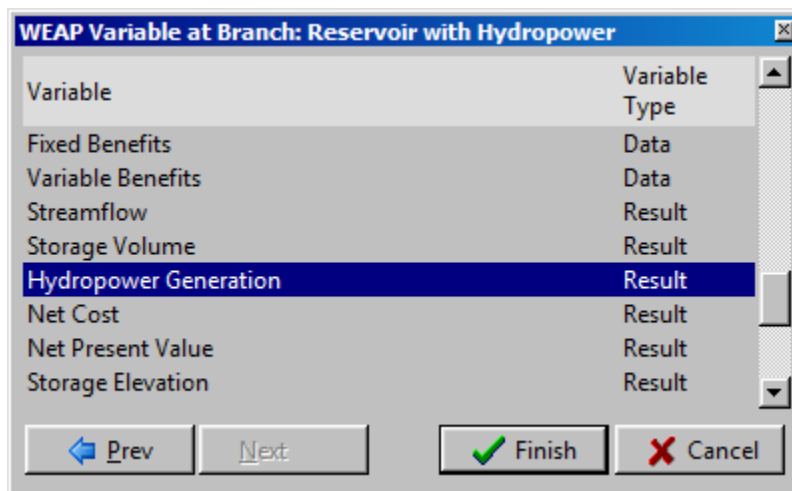 WEAP Variable at Branch: Reservoir with Hydropower
Variable Variable
Type
Fixed Benefits Data
Variable Benefits Data
Streamflow Result
Storage Volume Result
Hydropower Generation Result
Net Cost Result
Net Present Value Result
Storage Elevation Result
Prev Next Finish Cancel